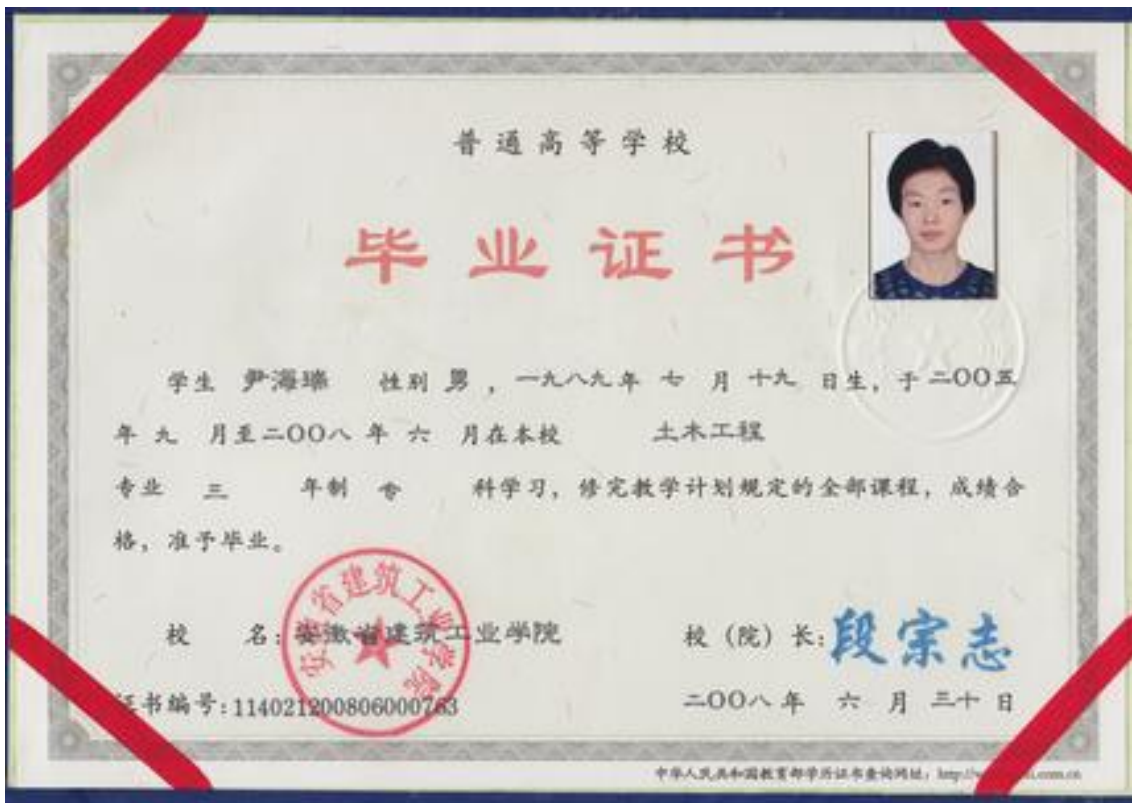 普通高等学校
毕业证书
学生 尹海瑞 性别 男 ，一九八九年 七 月 十九 日生，于二〇〇五
年 九 月至二〇〇八 年 六 月在本校 土木工程
专业 三 年制 专 科学习，修完教学计划规定的全部课程，成绩合
格，准予毕业。
校 名：安徽省建筑工业学院 校（院）长：段宗志
证书编号：114021200806000763 二〇〇八年 六 月 三十 日
安徽省建筑工业学院
中华人民共和国教育部学历证书查询网址：http://